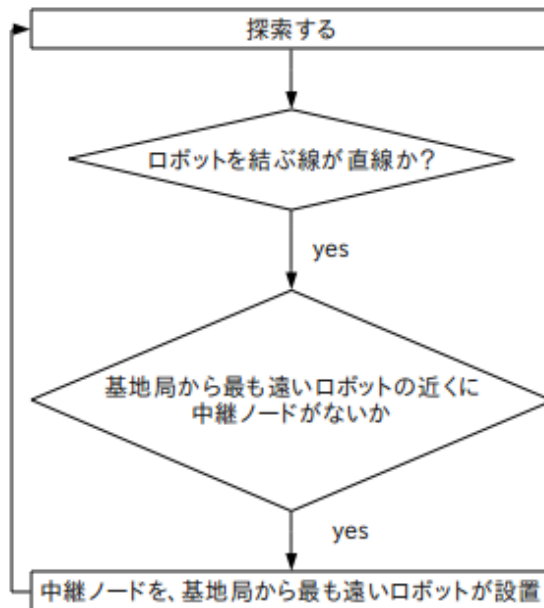 探索する
ロボットを結ぶ線が直線か？
yes
基地局から最も遠いロボットの近くに
中継ノードがないか
yes
中継ノードを、基地局から最も遠いロボットが設置